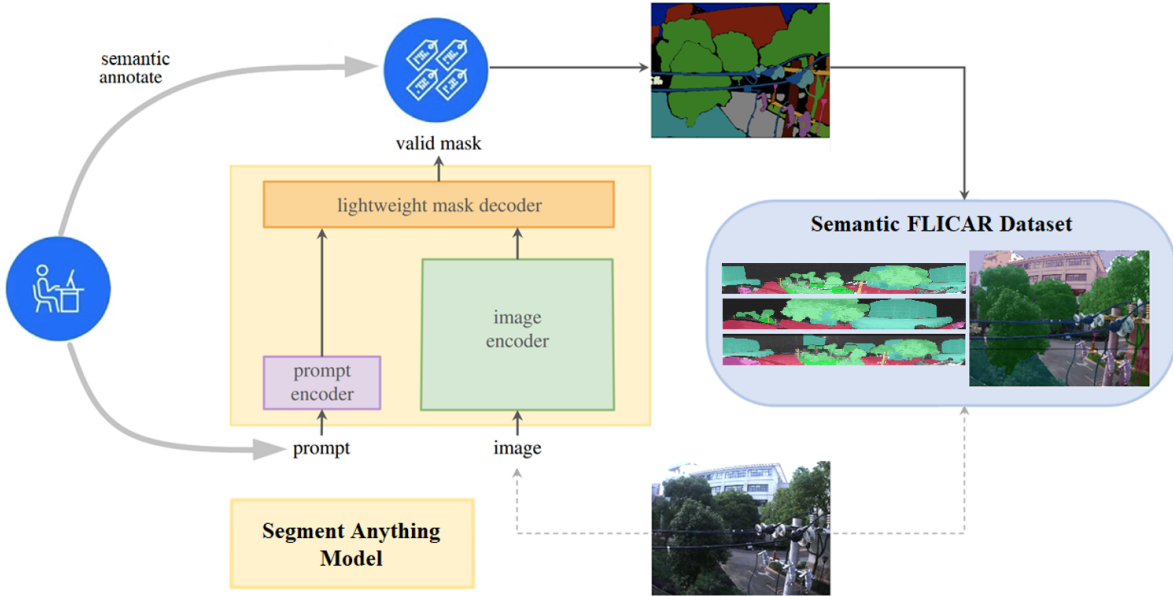 semantic
annotate
valid mask
lightweight mask decoder
Semantic FLICAR Dataset
image
encoder
prompt
encoder
prompt
image
Segment Anything
Model